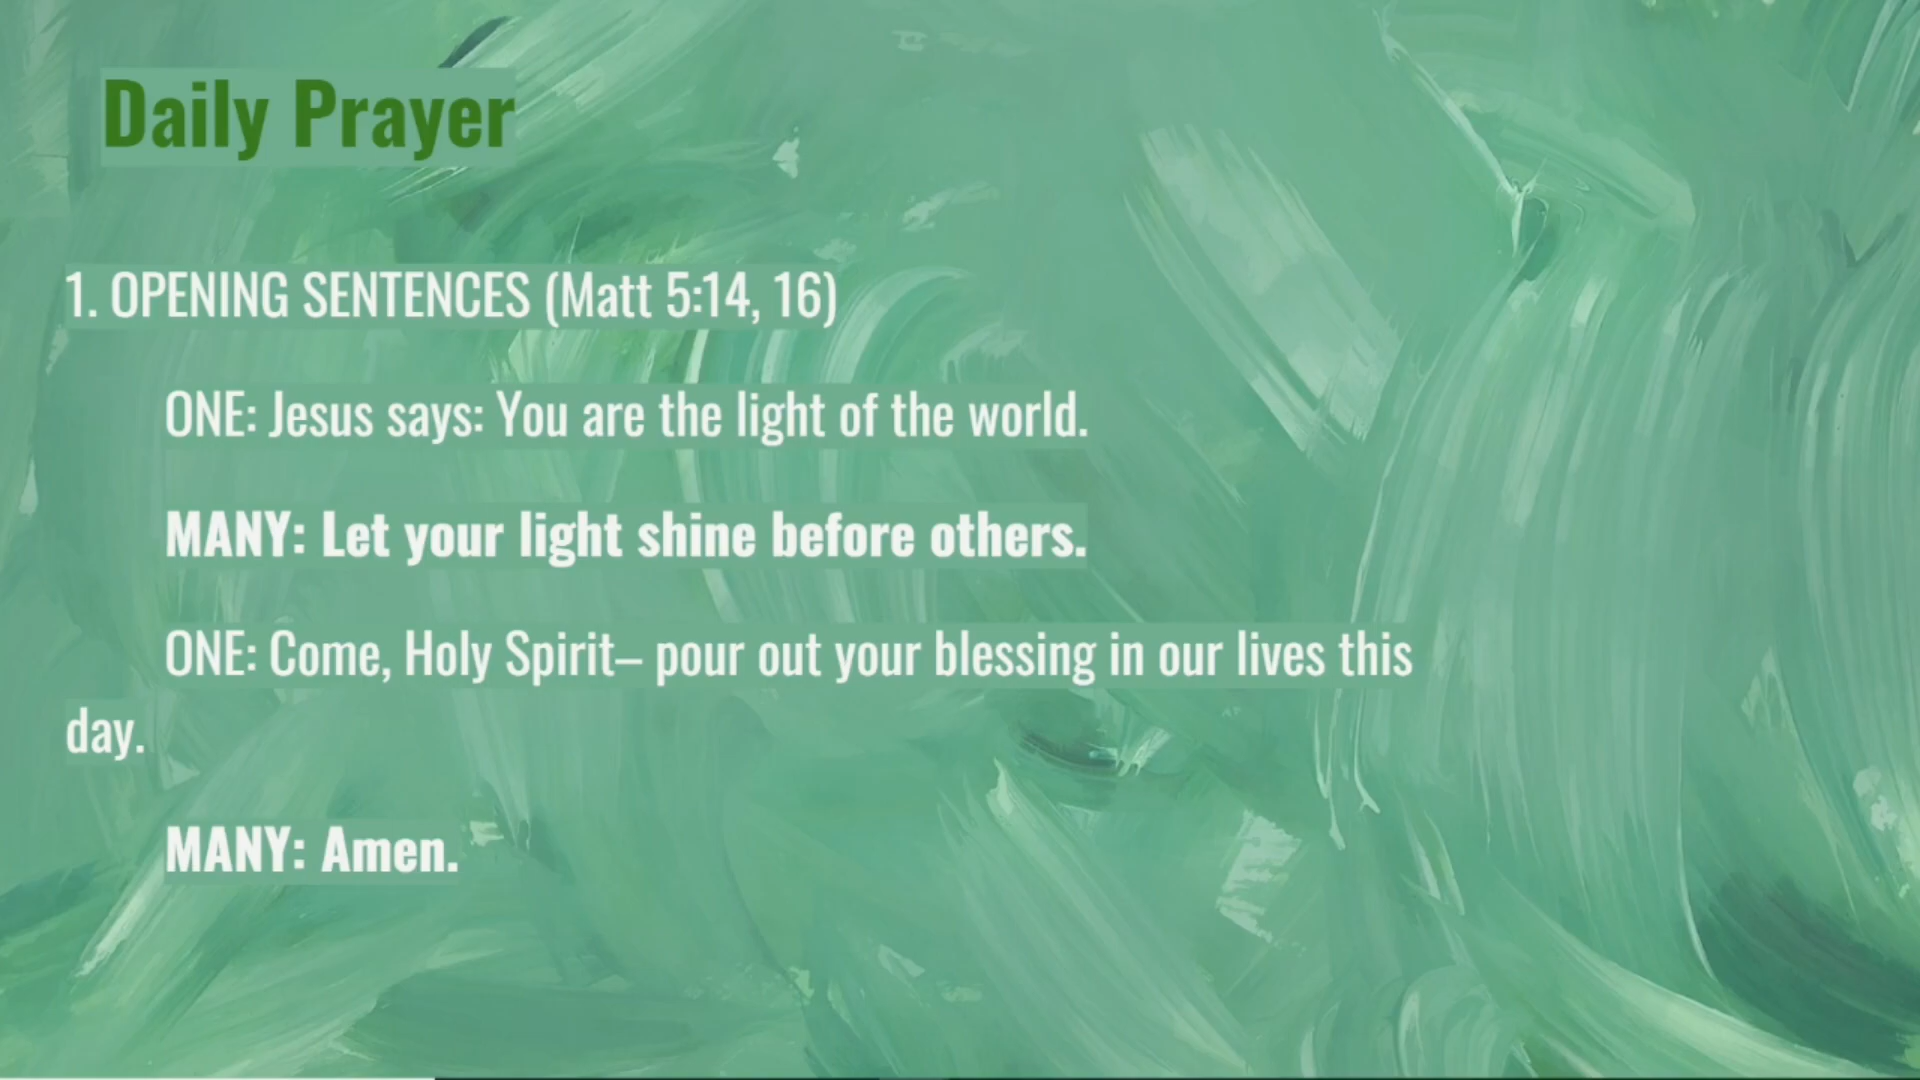 Daily Prayer
1. OPENING SENTENCES (Matt 5:14, 16)
ONE: Jesus says: You are the light of the world.
MANY: Let your light shine before others.
ONE: Come, Holy Spirit– pour out your blessing in our lives this
day.
MANY: Amen.